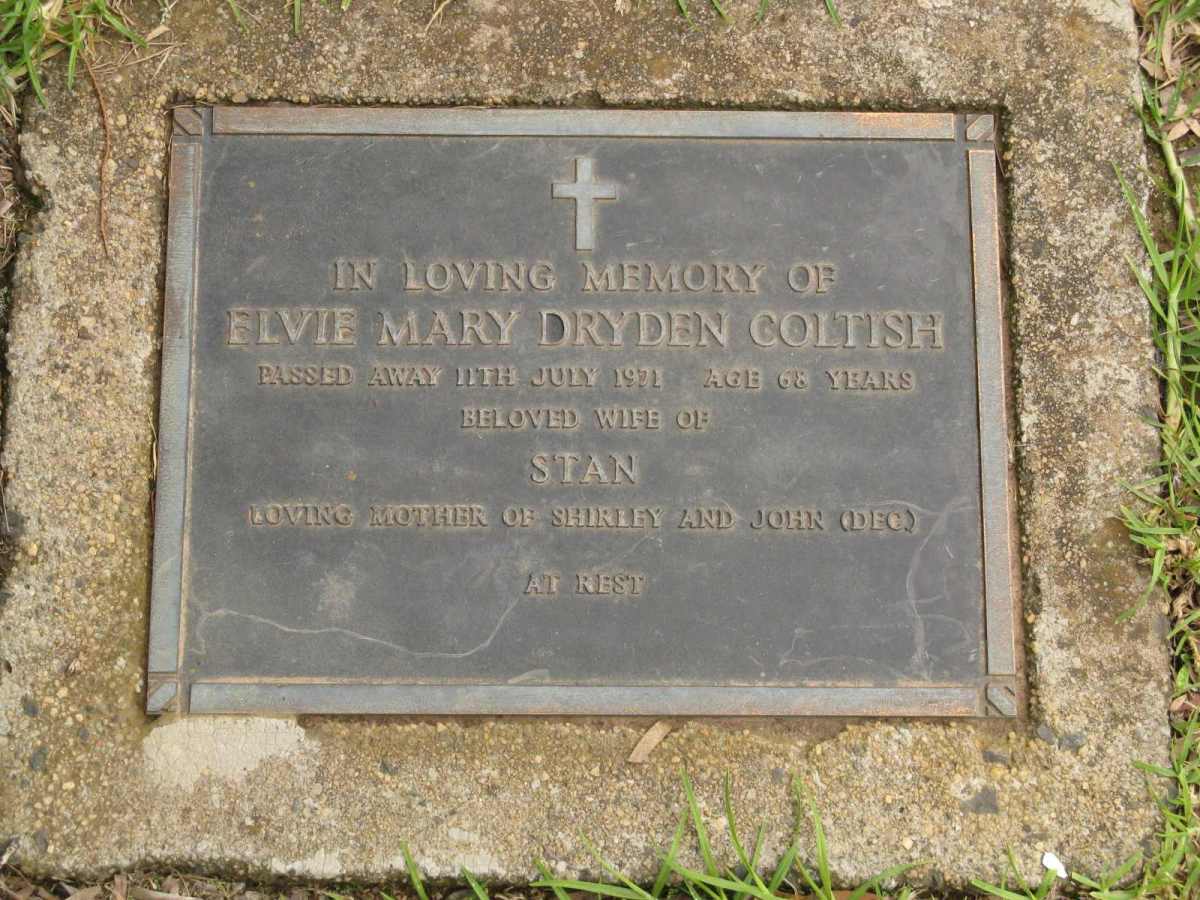 IN LOVING MEMORY OF
ELVIE MARY DRYDEN COLTISH
PASSED AWAY 11TH JULY 1971 AGE 68 YEARS
BELOVED WIFE OF
STAN
LOVING MOTHER OF SHIRLEY AND JOHN (DEC)
AT REST